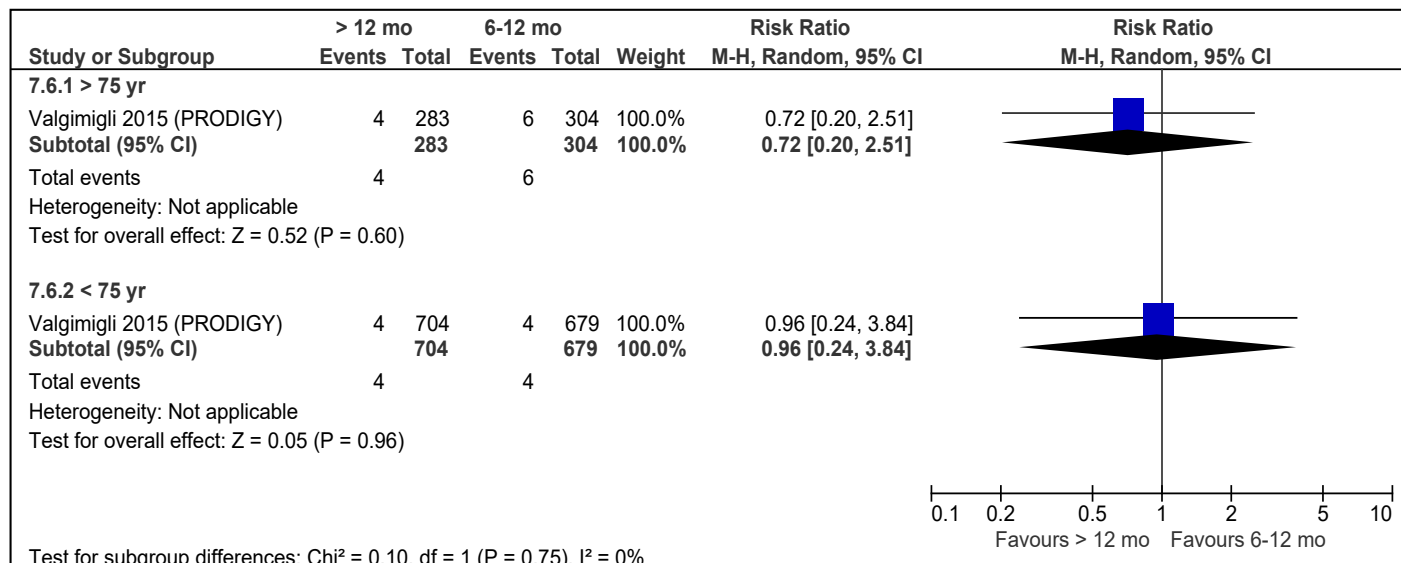 > 12 mo 6-12 mo Risk Ratio Risk Ratio
Study or Subgroup Events Total Events Total Weight M-H, Random, 95% CI M-H, Random, 95% CI
7.6.1 > 75 yr
Valgimigli 2015 (PRODIGY) 4 283 6 304 100.0% 0.72 [0.20, 2.51]
Subtotal (95% CI) 283 304 100.0% 0.72 [0.20, 2.51]
Total events 4 6
Heterogeneity: Not applicable
Test for overall effect: Z = 0.52 (P = 0.60)
7.6.2 < 75 yr
Valgimigli 2015 (PRODIGY) 4 704 4 679 100.0% 0.96 [0.24, 3.84]
Subtotal (95% CI) 704 679 100.0% 0.96 [0.24, 3.84]
Total events 4 4
Heterogeneity: Not applicable
Test for overall effect: Z = 0.05 (P = 0.96)
0.1 0.2 0.5 1 2 5 10
Favours > 12 mo Favours 6-12 mo
Test for subgroup differences: Chi² = 0.10, df = 1 (P = 0.75), I² = 0%